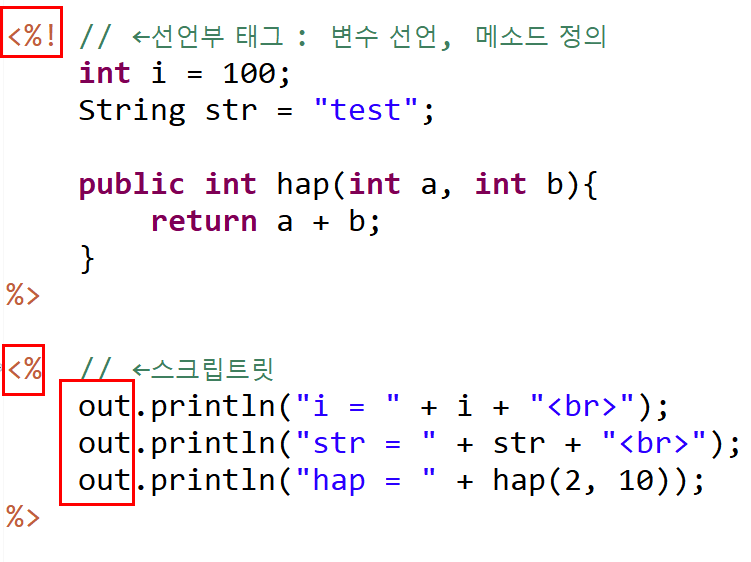 <%! // ←선언부 태그 : 변수 선언, 메소드 정의
int i = 100;
String str = "test";
public int hap(int a, int b){
return a + b;
}
%>
<% // ←스크립트릿
out.println("i = " + i + "<br>");
out.println("str = " + str + "<br>");
out.println("hap = " + hap(2, 10));
%>